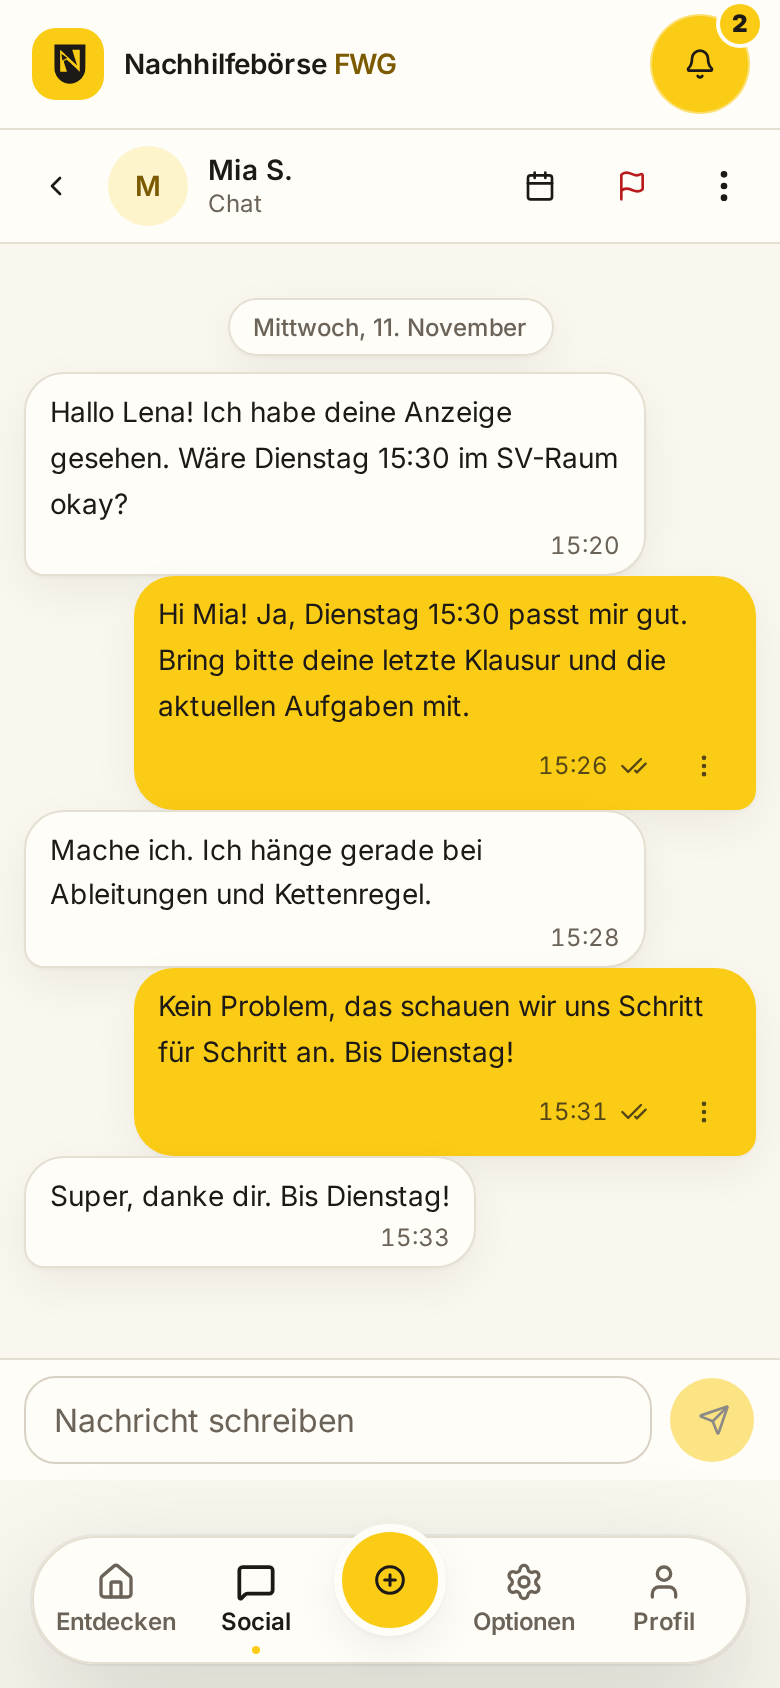 Nachhilfebörse FWG
2
M
Mia S.
Chat
Mittwoch, 11. November
Hallo Lena! Ich habe deine Anzeige
gesehen. Wäre Dienstag 15:30 im SV-Raum
okay?
15:20
Hi Mia! Ja, Dienstag 15:30 passt mir gut.
Bring bitte deine letzte Klausur und die
aktuellen Aufgaben mit.
15:26
Mache ich. Ich hänge gerade bei
Ableitungen und Kettenregel.
15:28
Kein Problem, das schauen wir uns Schritt
für Schritt an. Bis Dienstag!
15:31
Super, danke dir. Bis Dienstag!
15:33
Nachricht schreiben
Entdecken
Social
Optionen
Profil